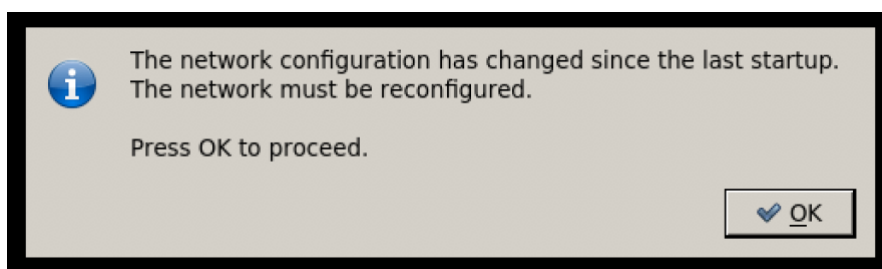 The network configuration has changed since the last startup.
The network must be reconfigured.
Press OK to proceed.
OK